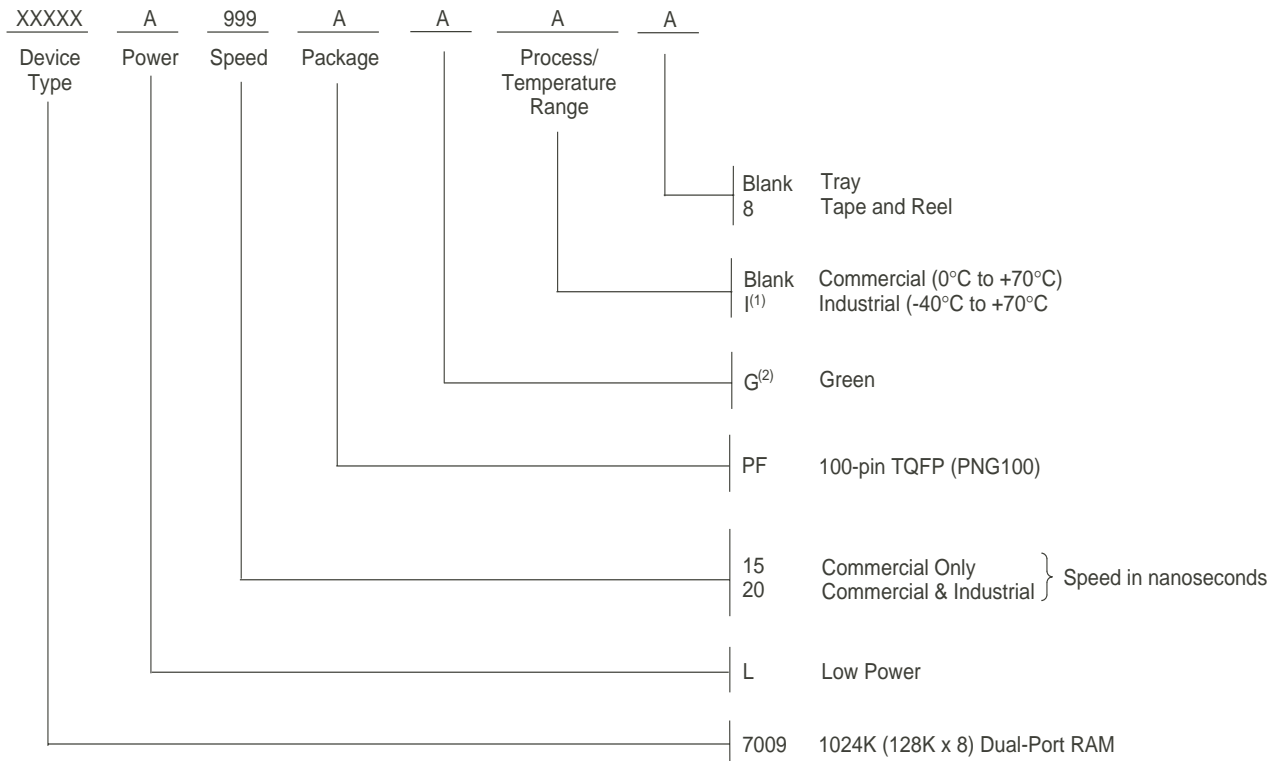 XXXXX A 999 A A A A
Device Type Power Speed Package Process/ Temperature Range
Blank Tray
8 Tape and Reel
Blank Commercial (0°C to +70°C)
I(1) Industrial (-40°C to +70°C
G(2) Green
PF 100-pin TQFP (PNG100)
15 Commercial Only
20 Commercial & Industrial } Speed in nanoseconds
L Low Power
7009 1024K (128K x 8) Dual-Port RAM